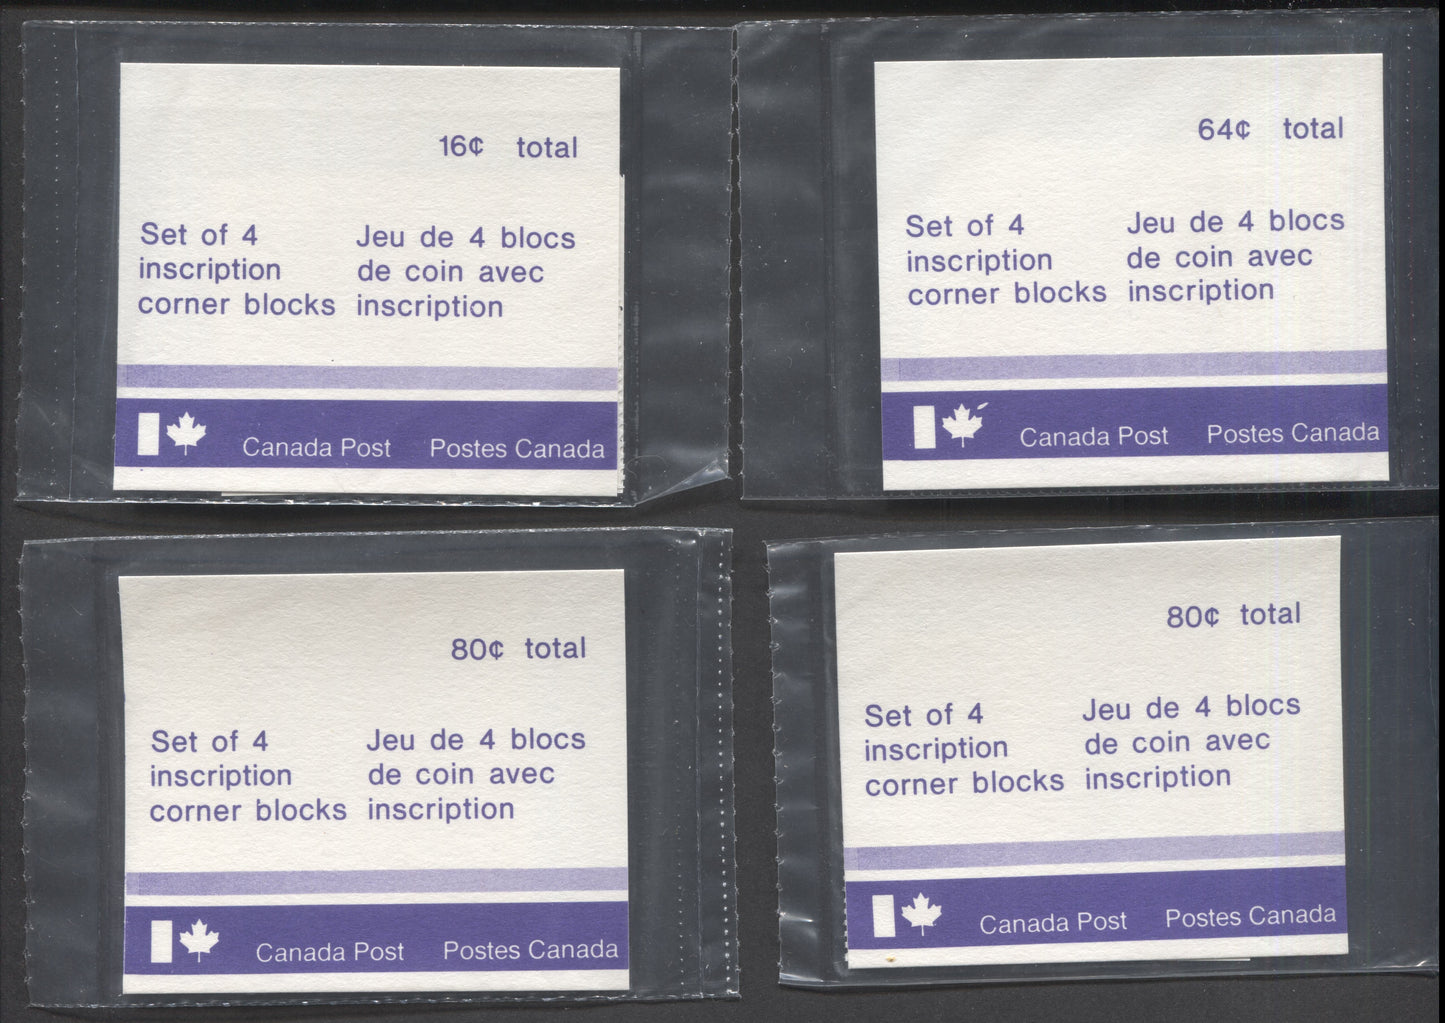 16¢ total
Set of 4
inscription
corner blocks
Jeu de 4 blocs
de coin avec
inscription
Canada Post
Postes Canada
64¢ total
Set of 4
inscription
corner blocks
Jeu de 4 blocs
de coin avec
inscription
Canada Post
Postes Canada
80¢ total
Set of 4
inscription
corner blocks
Jeu de 4 blocs
de coin avec
inscription
Canada Post
Postes Canada
80¢ total
Set of 4
inscription
corner blocks
Jeu de 4 blocs
de coin avec
inscription
Canada Post
Postes Canada